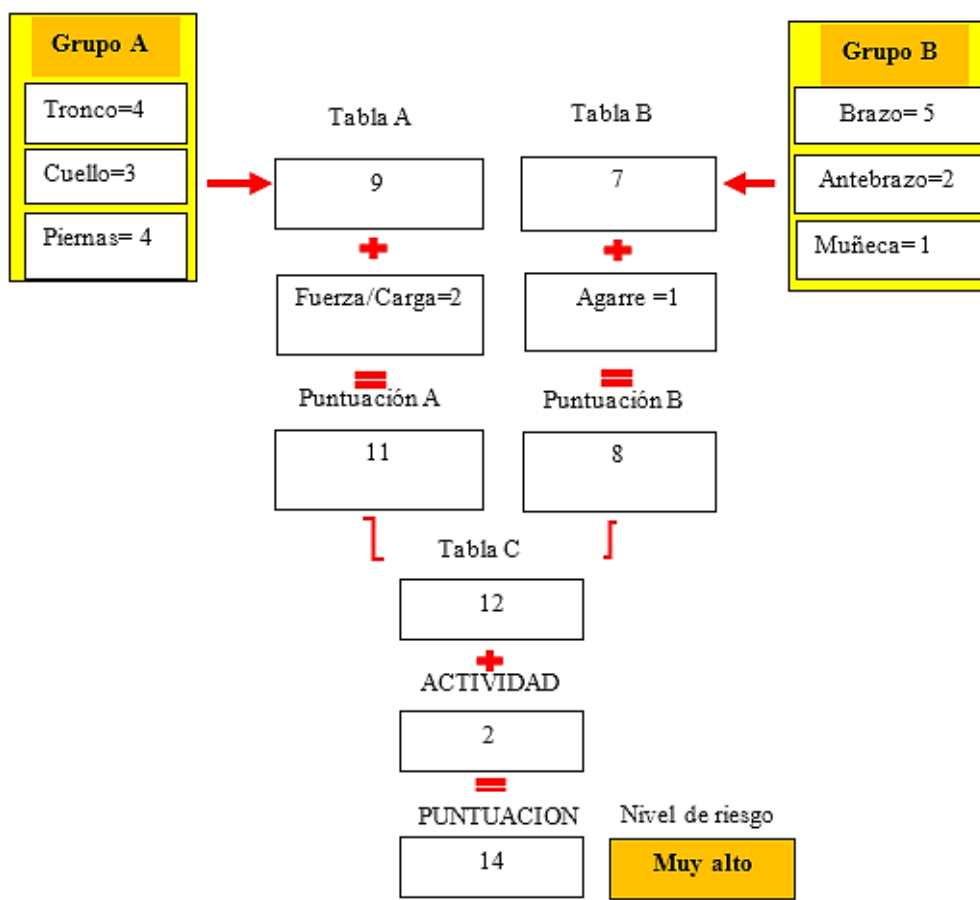 Grupo A
Tronco=4
Cuello=3
Piernas= 4
Grupo B
Brazo= 5
Antebrazo=2
Muñeca= 1
Tabla A
9
Tabla B
7
Fuerza/Carga=2
Agarre =1
Puntuación A
11
Puntuación B
8
Tabla C
12
ACTIVIDAD
2
PUNTUACION
14
Nivel de riesgo
Muy alto